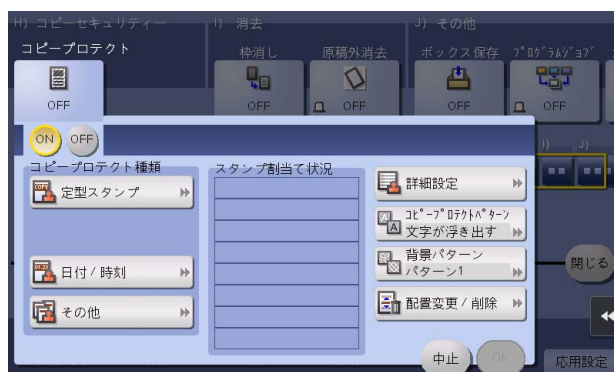 H) コピーセキュリティー
I) 消去
J) その他
コピープロテクト
枠消し
原稿外消去
ボックス保存
ﾌﾟﾛｸﾞﾗﾑｼﾞｮﾌﾞ
OFF
OFF
OFF
OFF
OFF
ON
OFF
I)
J)
コピープロテクト種類
スタンプ割当て状況
定型スタンプ
日付/時刻
その他
詳細設定
ｺﾋﾟｰﾌﾟﾛﾃｸﾄﾊﾟﾀｰﾝ
文字が浮き出す
背景パターン
パターン1
配置変更/削除
閉じる
中止
OK
応用設定